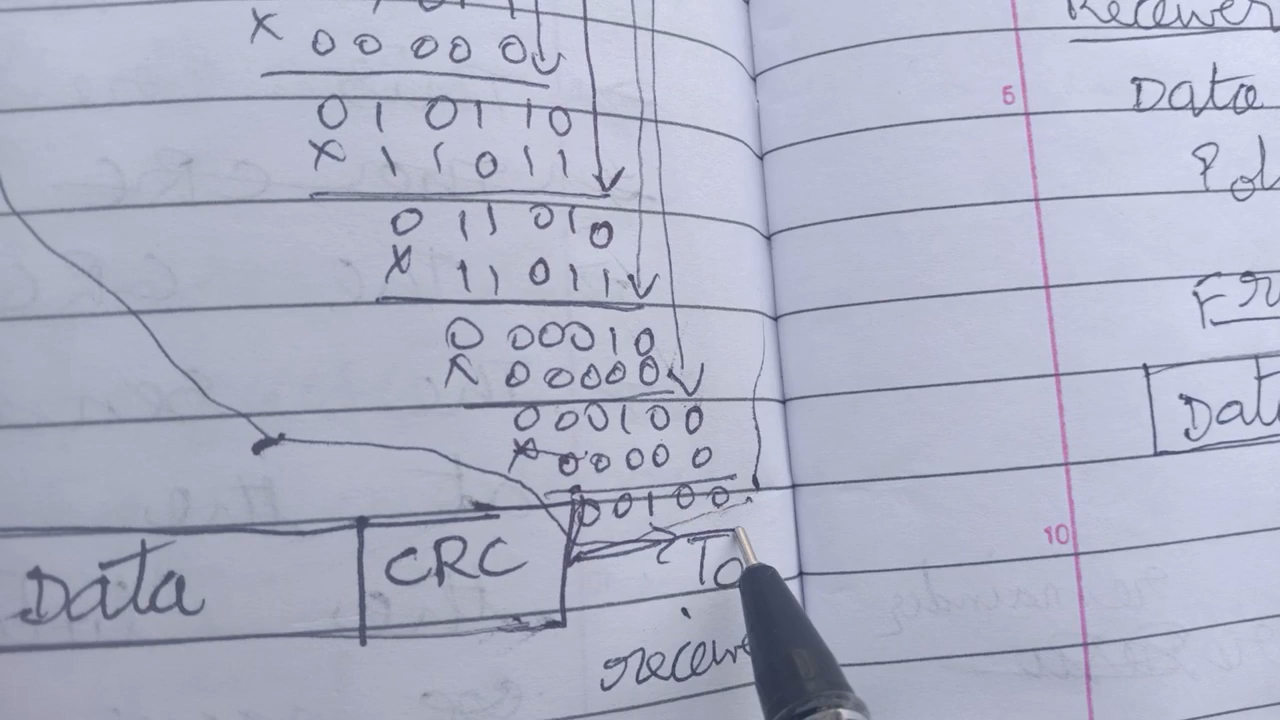 X 0 0 0 0 0
0 1 0 1 1 0
X 1 1 0 1 1
0 1 1 0 1 0
X 1 1 0 1 1
0 0 0 0 1 0
X 0 0 0 0 0
0 0 0 1 0 0
X 0 0 0 0 0
0 0 1 0 0
Data CRC To
Receiver
5
Data
10